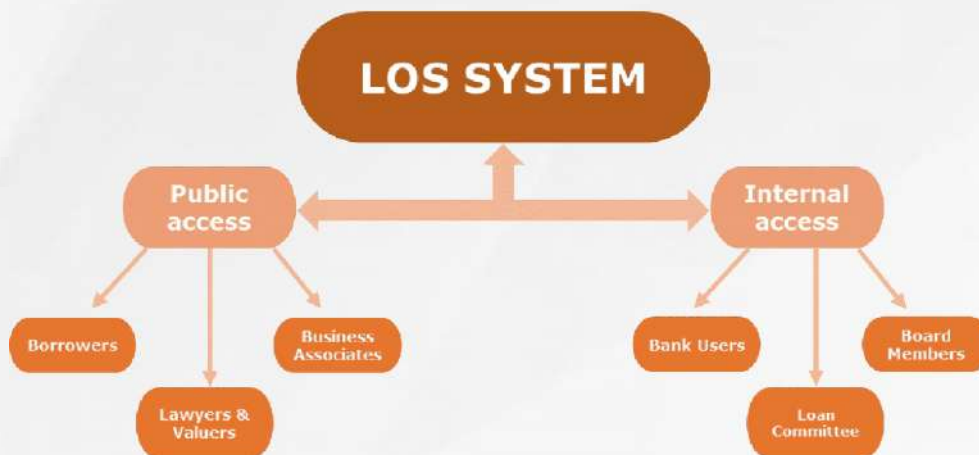 LOS SYSTEM
Public
access
Internal
access
Borrowers
Business
Associates
Lawyers &
Valuers
Bank Users
Board
Members
Loan
Committee